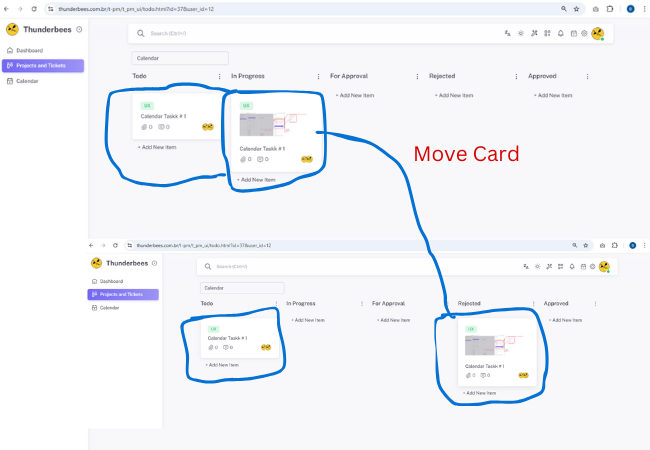 thunderbees.com.br/t-pm/t_pm_ui/todo.html?id=37&user_id=12
Thunderbees
Search (Ctrl+/)
Dashboard
Projects and Tickets
Calendar
Calendar
Todo
In Progress
For Approval
Rejected
Approved
UX
Calendar Taskk # 1
0 0
+ Add New Item
Calendar Taskk # 1
0 0
+ Add New Item
+ Add New Item
+ Add New Item
+ Add New Item
Move Card
thunderbees.com.br/t-pm/t_pm_ui/todo.html?id=37&user_id=12
Thunderbees
Search (Ctrl+/)
Dashboard
Projects and Tickets
Calendar
Calendar
Todo
In Progress
For Approval
Rejected
Approved
UX
Calendar Taskk # 1
0 0
+ Add New Item
+ Add New Item
+ Add New Item
UX
Calendar Taskk # 1
0 0
+ Add New Item
+ Add New Item